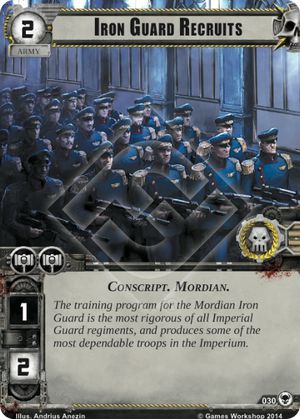 2
Iron Guard Recruits
ARMY
Conscript. Mordian.
1
The training program for the Mordian Iron
Guard is the most rigorous of all Imperial
Guard regiments, and produces some of the
most dependable troops in the Imperium.
2
030
Illus. Andrius Anezin
© Games Workshop 2014